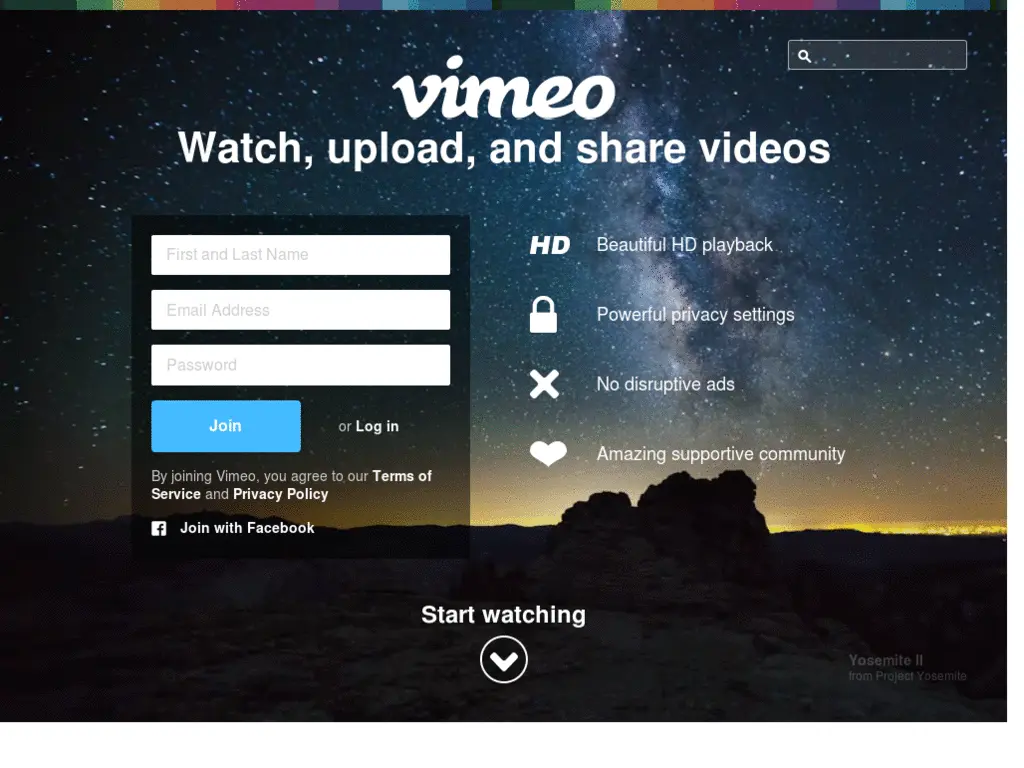 vimeo
Watch, upload, and share videos
First and Last Name
Email Address
Password
Join
or Log in
By joining Vimeo, you agree to our Terms of
Service and Privacy Policy
Join with Facebook
HD
Beautiful HD playback
Powerful privacy settings
No disruptive ads
Amazing supportive community
Start watching
Yosemite II
from Project Yosemite